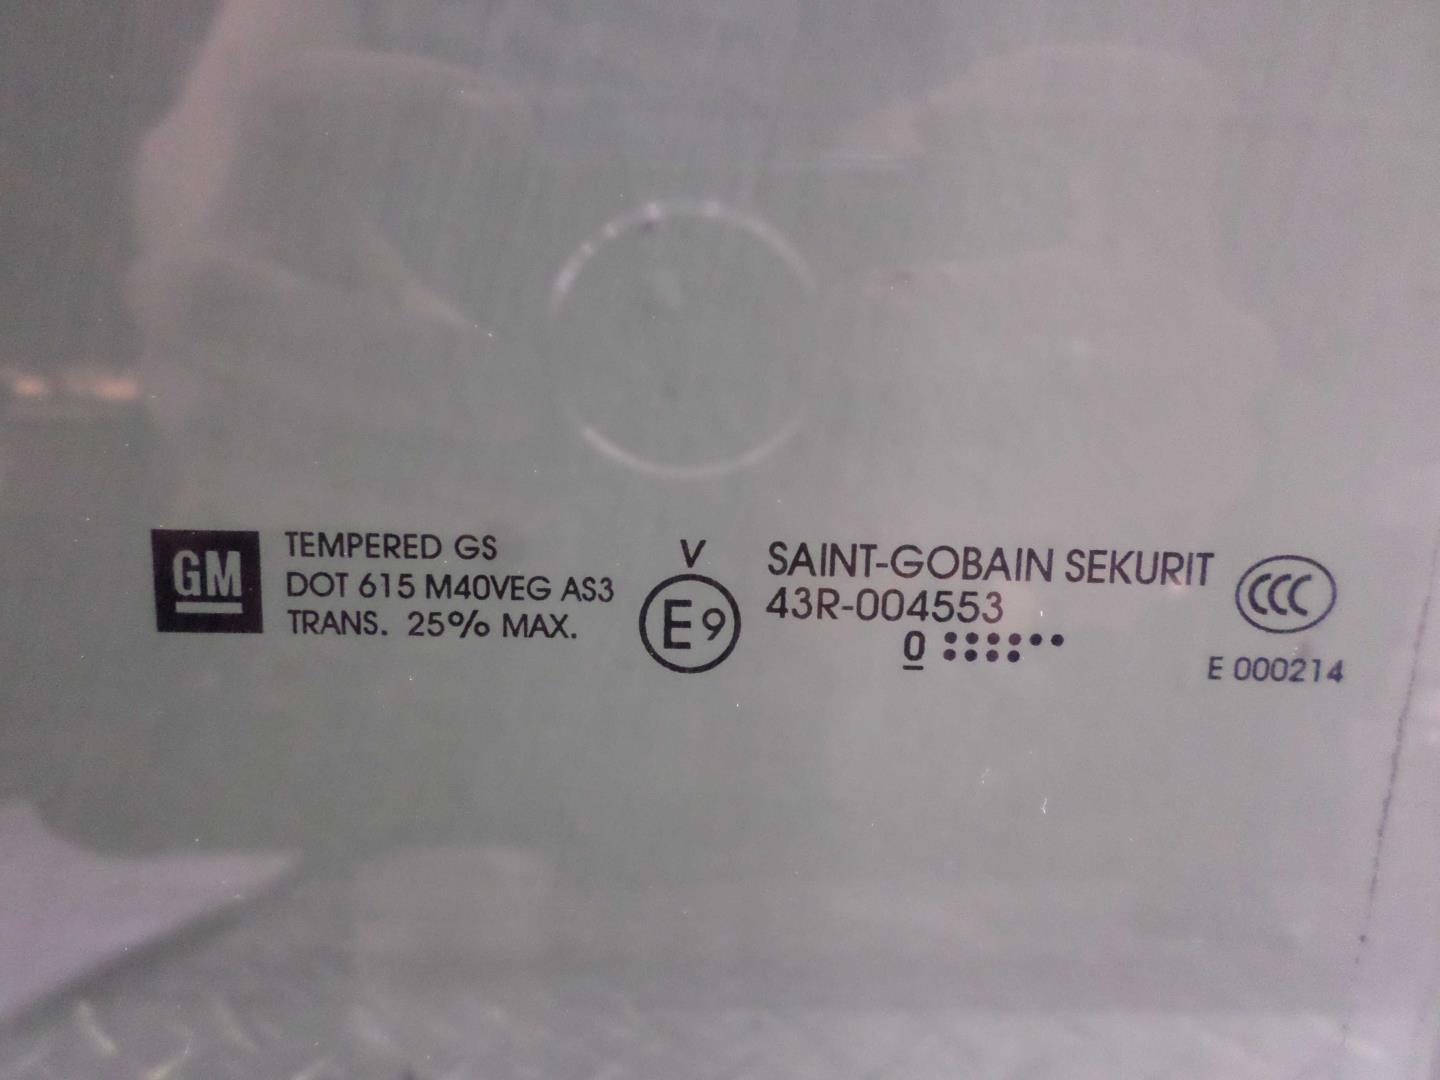 GM
TEMPERED GS
DOT 615 M40VEG AS3
TRANS. 25% MAX.
V
E9
SAINT-GOBAIN SEKURIT
43R-004553
0
CCC
E 000214